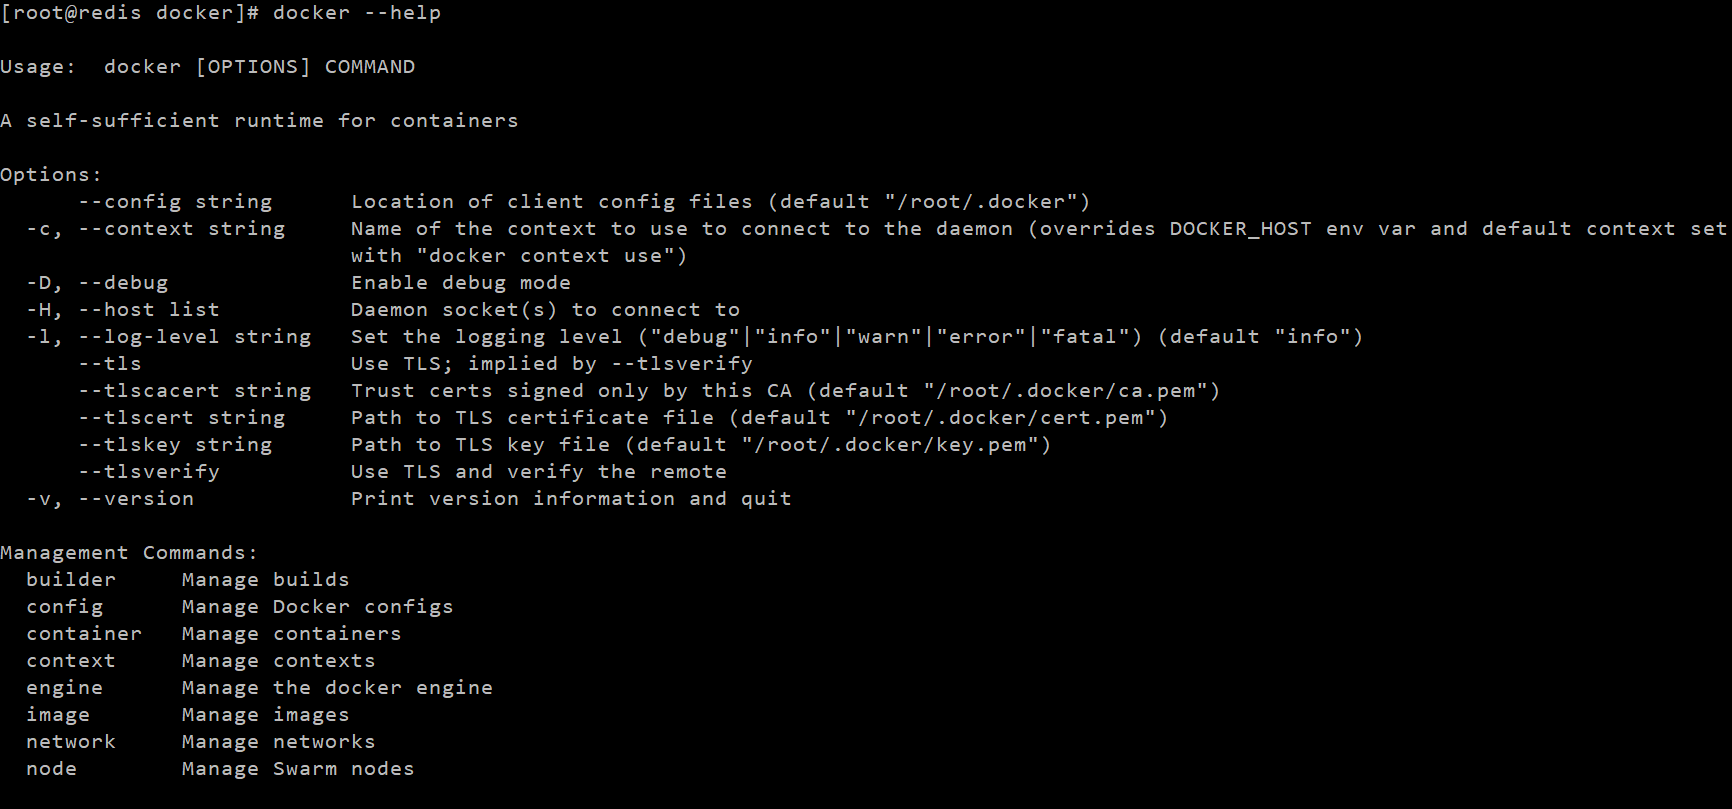 [root@redis docker]# docker --help
Usage:  docker [OPTIONS] COMMAND
A self-sufficient runtime for containers
Options:
      --config string      Location of client config files (default "/root/.docker")
  -c, --context string     Name of the context to use to connect to the daemon (overrides DOCKER_HOST env var and default context set
                           with "docker context use")
  -D, --debug              Enable debug mode
  -H, --host list          Daemon socket(s) to connect to
  -l, --log-level string   Set the logging level ("debug"|"info"|"warn"|"error"|"fatal") (default "info")
      --tls                Use TLS; implied by --tlsverify
      --tlscacert string   Trust certs signed only by this CA (default "/root/.docker/ca.pem")
      --tlscert string     Path to TLS certificate file (default "/root/.docker/cert.pem")
      --tlskey string      Path to TLS key file (default "/root/.docker/key.pem")
      --tlsverify          Use TLS and verify the remote
  -v, --version            Print version information and quit
Management Commands:
  builder     Manage builds
  config      Manage Docker configs
  container   Manage containers
  context     Manage contexts
  engine      Manage the docker engine
  image       Manage images
  network     Manage networks
  node        Manage Swarm nodes